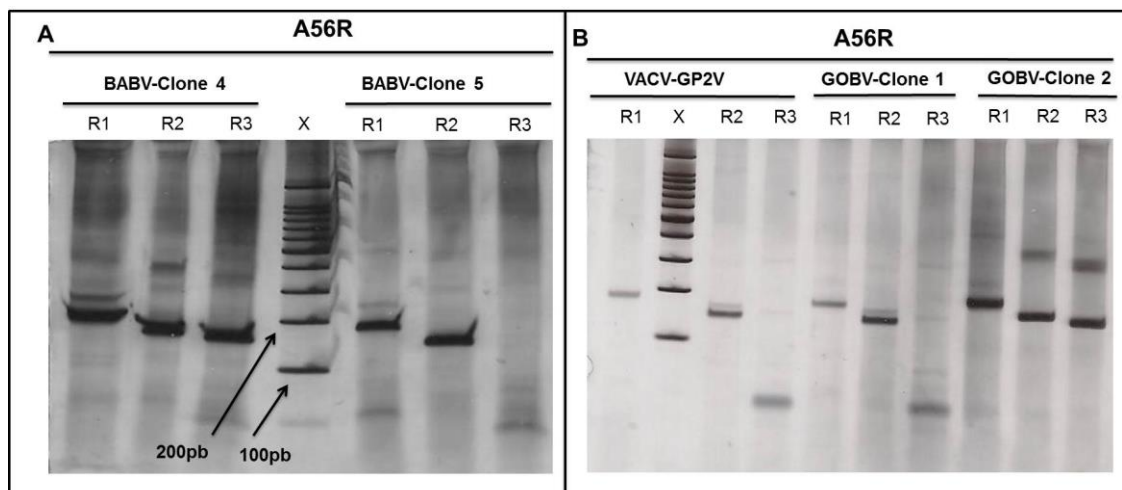 A
A56R
BABV-Clone 4 BABV-Clone 5
R1 R2 R3 X R1 R2 R3
200pb 100pb
B
A56R
VACV-GP2V GOBV-Clone 1 GOBV-Clone 2
R1 X R2 R3 R1 R2 R3 R1 R2 R3